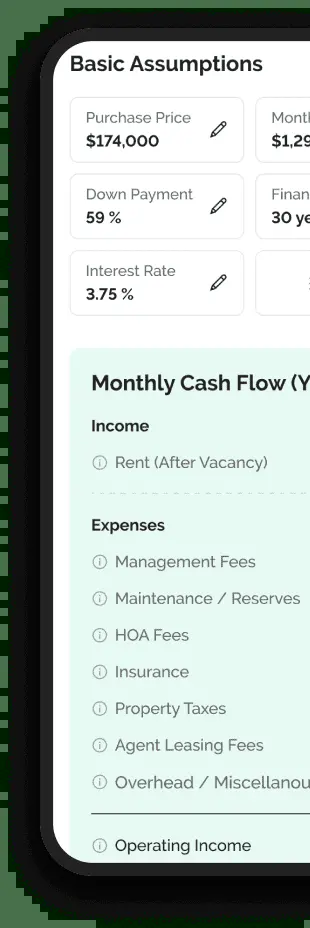 Basic Assumptions
Purchase Price
$174,000
Month
$1,29
Down Payment
59 %
Finan
30 ye
Interest Rate
3.75 %
Monthly Cash Flow (Y
Income
Rent (After Vacancy)
Expenses
Management Fees
Maintenance / Reserves
HOA Fees
Insurance
Property Taxes
Agent Leasing Fees
Overhead / Miscellanou
Operating Income